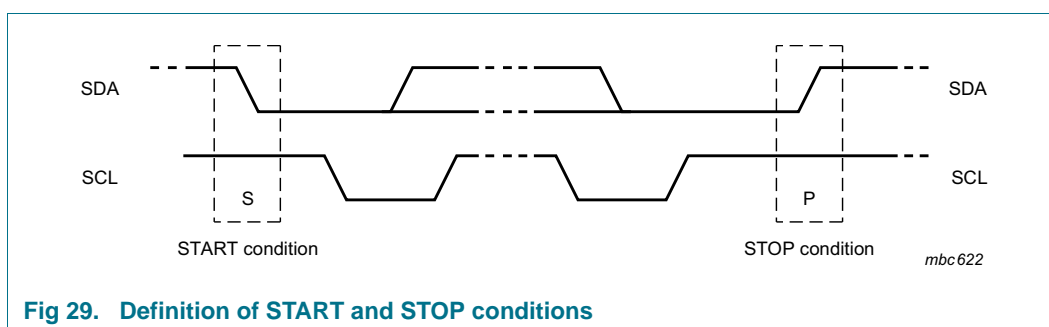 SDA
SDA
SCL
SCL
S
P
START condition
STOP condition
mbc622
Fig 29. Definition of START and STOP conditions